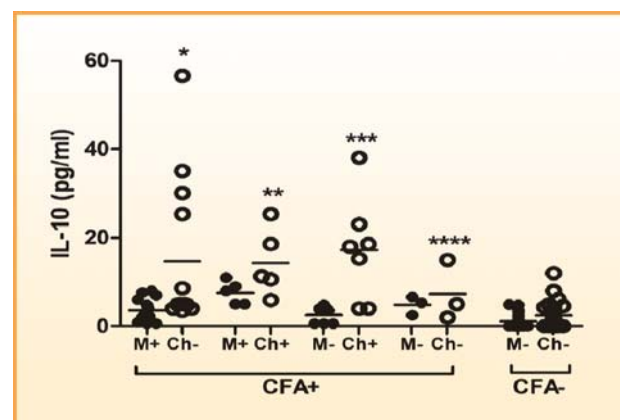 *
**
***
****
60
40
20
0
IL-10 (pg/ml)
M+ Ch- M+ Ch+ M- Ch+ M- Ch- M- Ch-
CFA+ CFA-